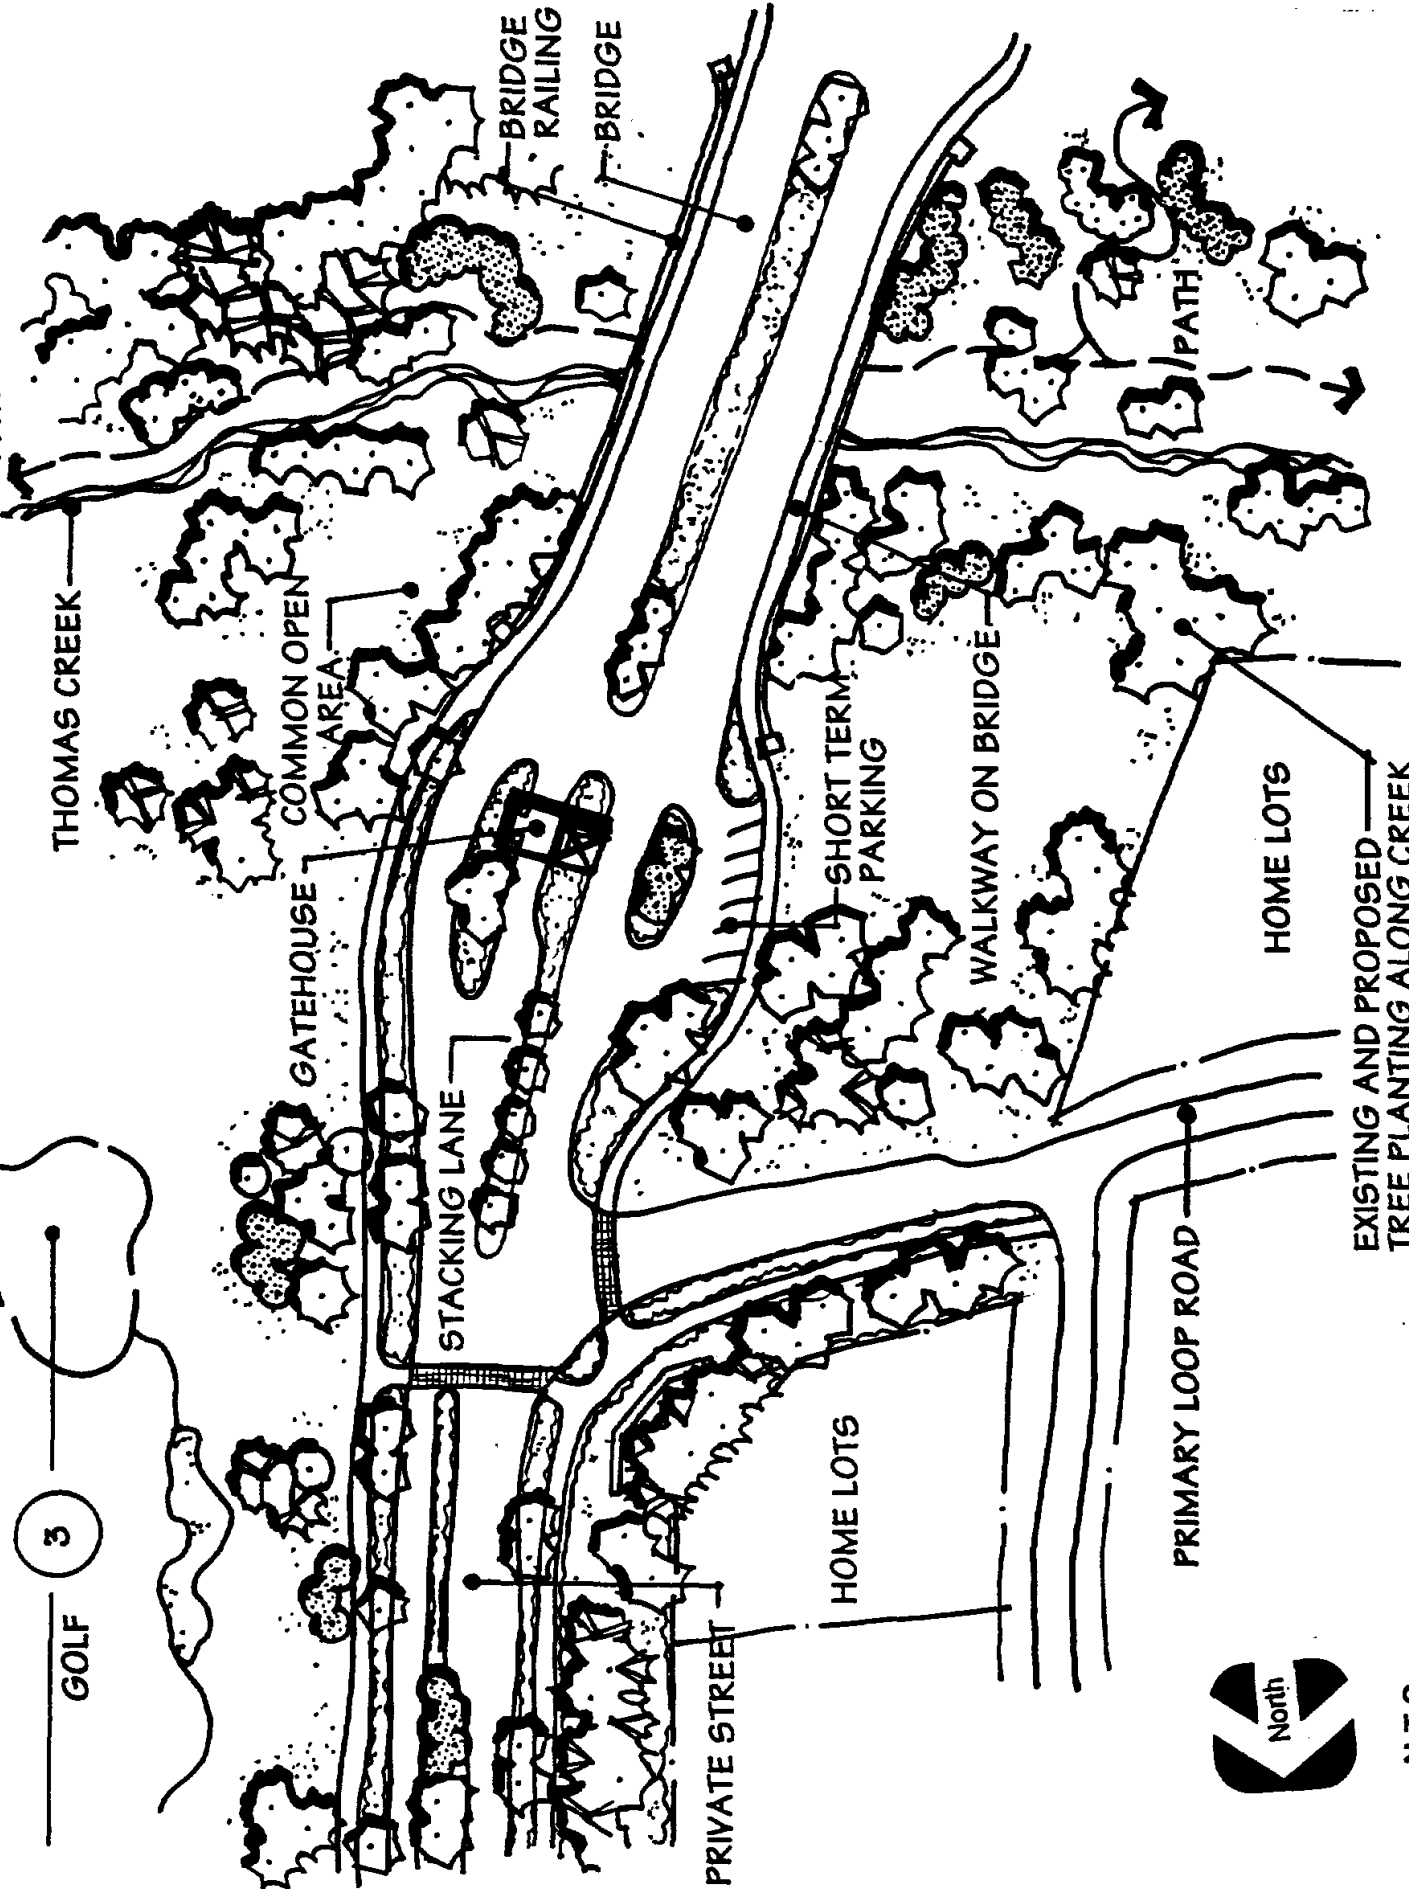 THOMAS CREEK
BRIDGE
RAILING
BRIDGE
COMMON OPEN
AREA
GATEHOUSE
STACKING LANE
3
GOLF
PATH
SHORT TERM
PARKING
WALKWAY ON BRIDGE
HOME LOTS
EXISTING AND PROPOSED
TREE PLANTING ALONG CREEK
PRIMARY LOOP ROAD
HOME LOTS
PRIVATE STREET
North